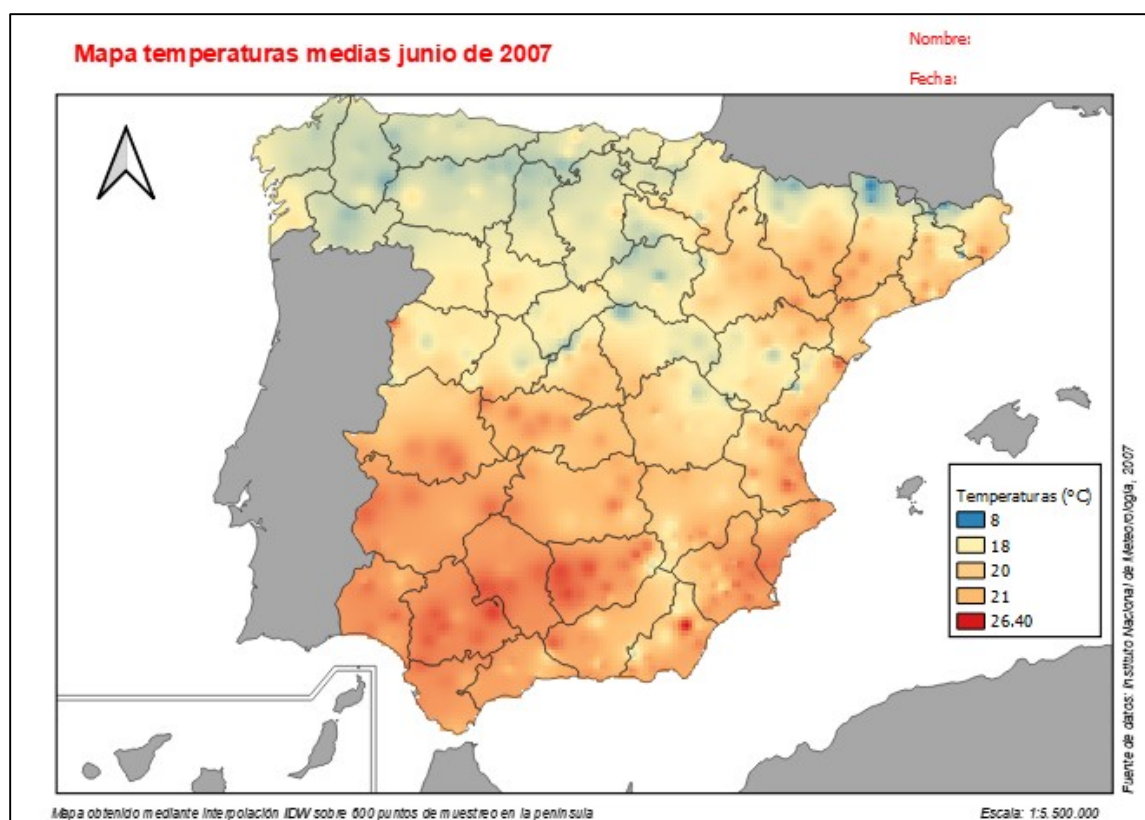 Mapa temperaturas medias junio de 2007
Nombre:
Fecha:
Temperaturas (°C)
8
18
20
21
26.40
Fuente de datos: Instituto Nacional de Meteorología, 2007
Mapa obtenido mediante interpolación IDW sobre 600 puntos de muestreo en la península
Escala: 1:5.500.000